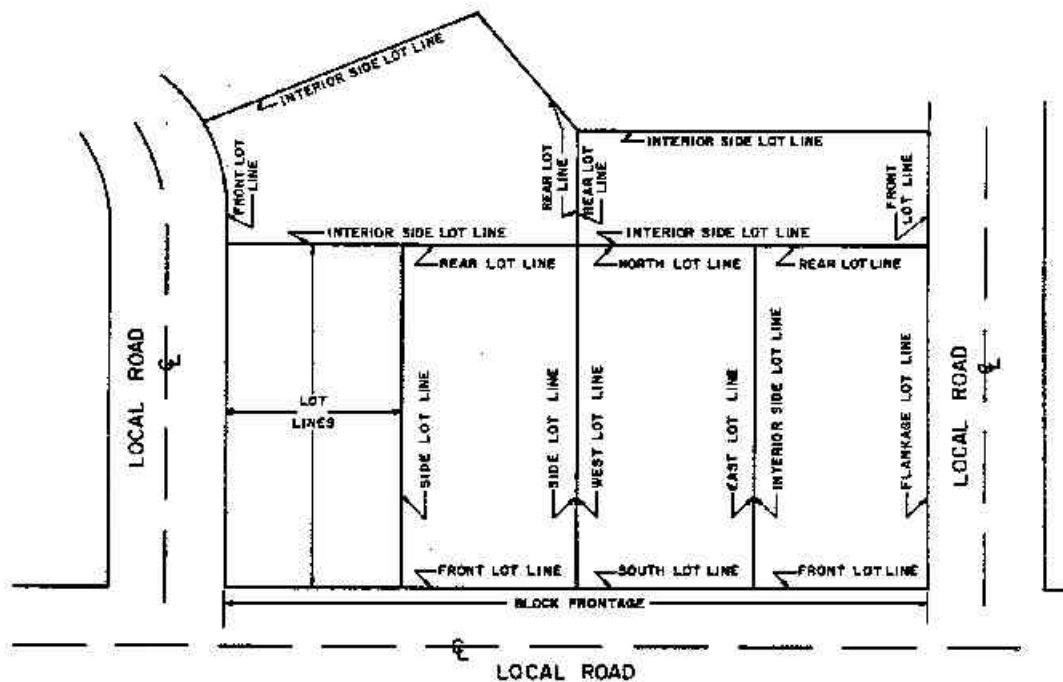 INTERIOR SIDE LOT LINE
INTERIOR SIDE LOT LINE
FRONT LOT
LINE
REAR LOT
LINE
REAR LOT
LINE
FRONT
LOT LINE
INTERIOR SIDE LOT LINE
INTERIOR SIDE LOT LINE
REAR LOT LINE
NORTH LOT LINE
REAR LOT LINE
LOCAL ROAD
℄
LOT
LINES
SIDE LOT LINE
SIDE LOT LINE
WEST LOT LINE
EAST LOT LINE
INTERIOR SIDE LOT LINE
FLANKAGE LOT LINE
LOCAL ROAD
℄
FRONT LOT LINE
SOUTH LOT LINE
FRONT LOT LINE
BLOCK FRONTAGE
℄
LOCAL ROAD